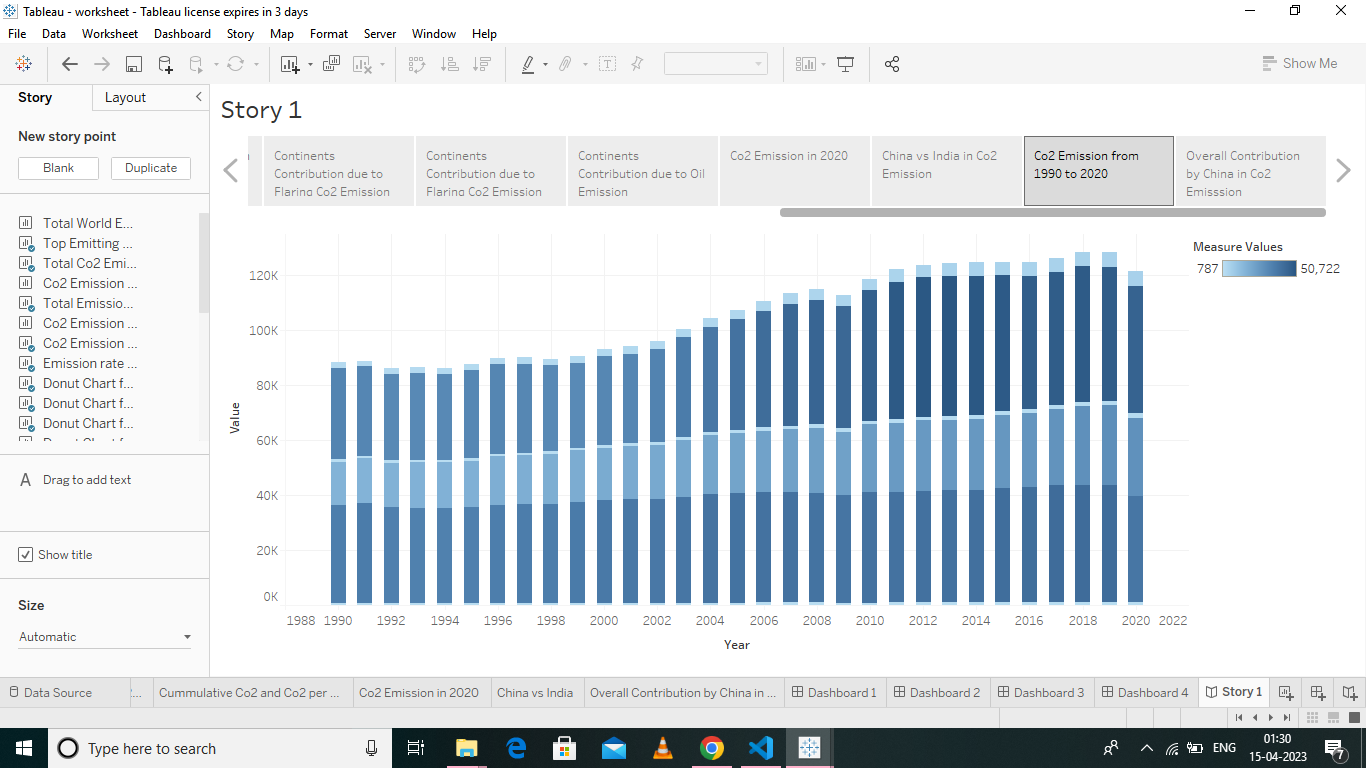 Tableau - worksheet - Tableau license expires in 3 days
File Data Worksheet Dashboard Story Map Format Server Window Help
Show Me
Story Layout
New story point
Blank Duplicate
Total World E...
Top Emitting ...
Total Co2 Emi...
Co2 Emission ...
Total Emissio...
Co2 Emission ...
Co2 Emission ...
Emission rate ...
Donut Chart f...
Donut Chart f...
Donut Chart f...
A Drag to add text
Show title
Size
Automatic
Story 1
Continents
Contribution due to
Flaring Co2 Emission
Continents
Contribution due to
Flaring Co2 Emission
Continents
Contribution due to Oil
Emission
Co2 Emission in 2020
China vs India in Co2
Emission
Co2 Emission from
1990 to 2020
Overall Contribution
by China in Co2
Emisssion
Measure Values
787 50,722
120K
100K
80K
60K
40K
20K
0K
Value
1988 1990 1992 1994 1996 1998 2000 2002 2004 2006 2008 2010 2012 2014 2016 2018 2020 2022
Year
Data Source Cummulative Co2 and Co2 per ... Co2 Emission in 2020 China vs India Overall Contribution by China in ... Dashboard 1 Dashboard 2 Dashboard 3 Dashboard 4 Story 1
Type here to search
ENG
01:30
15-04-2023
7